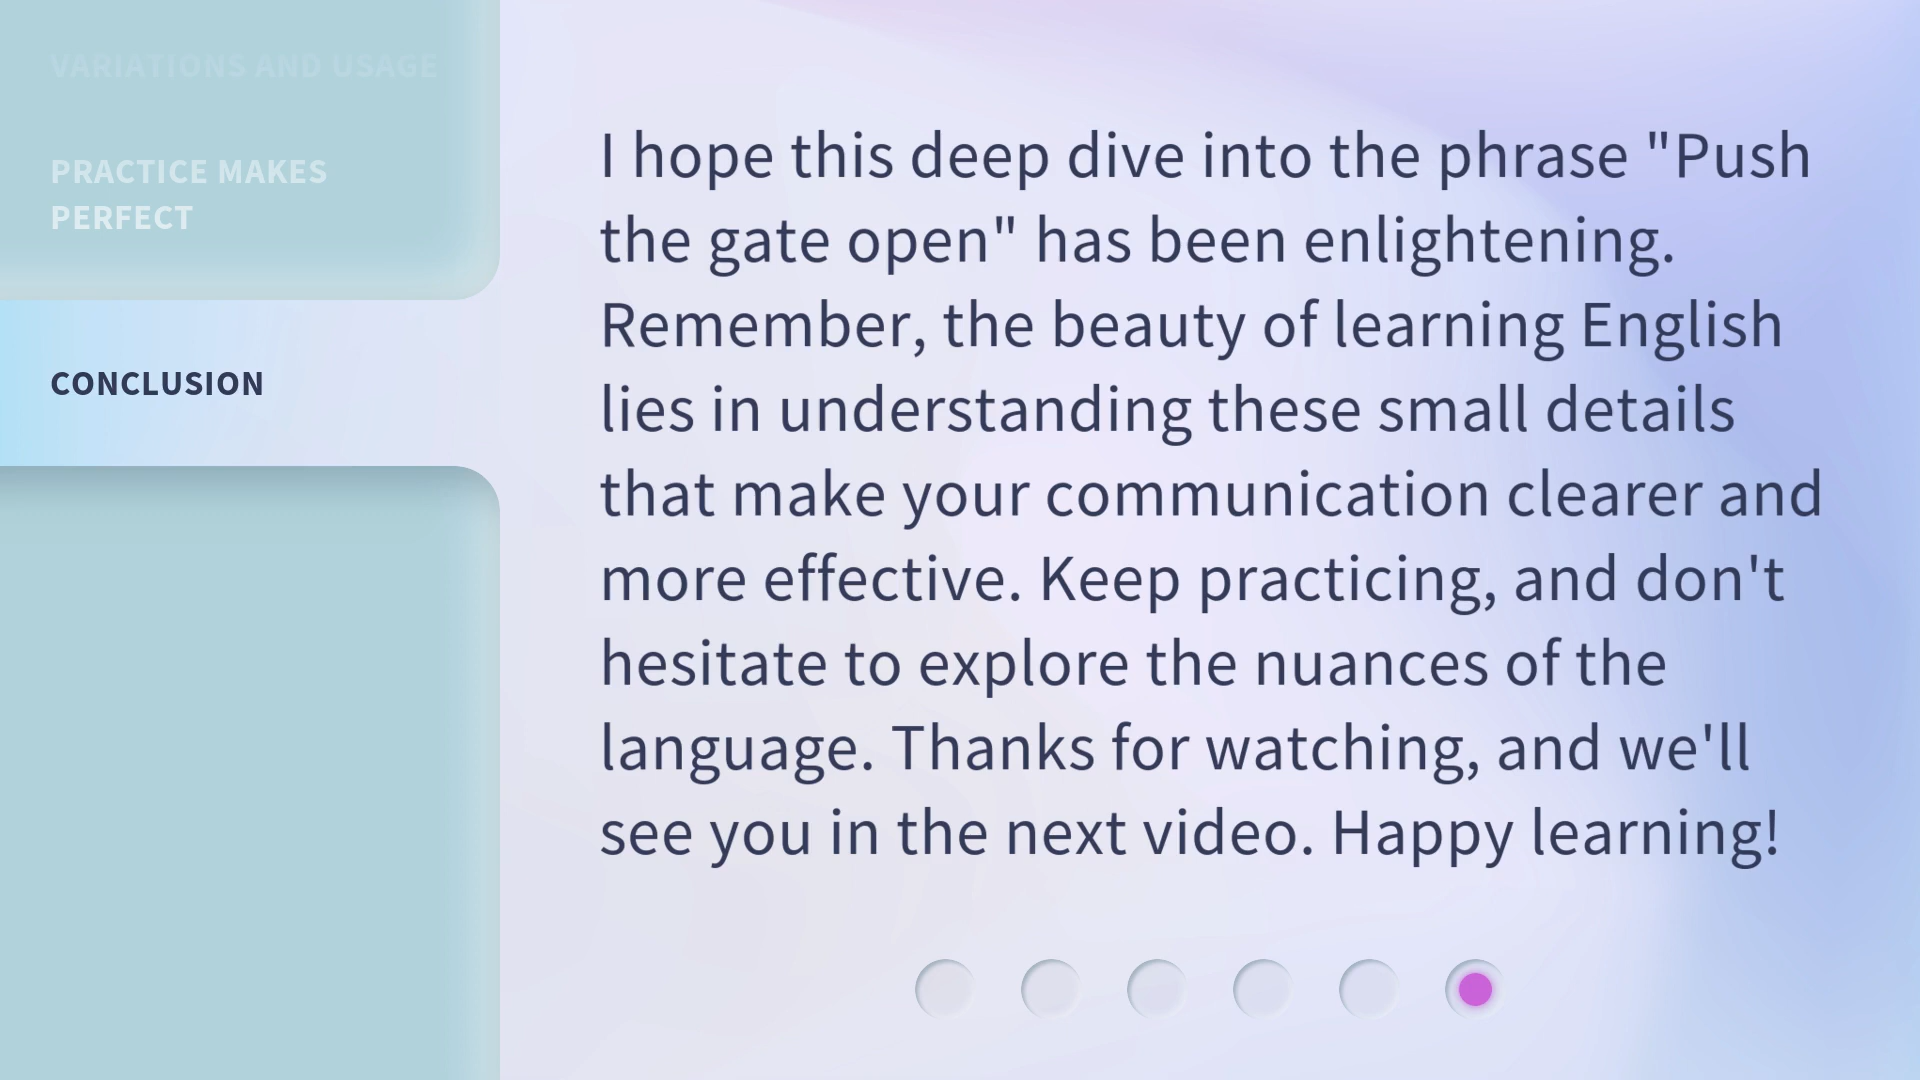 VARIATIONS AND USAGE
PRACTICE MAKES
PERFECT
CONCLUSION
I hope this deep dive into the phrase "Push
the gate open" has been enlightening.
Remember, the beauty of learning English
lies in understanding these small details
that make your communication clearer and
more effective. Keep practicing, and don't
hesitate to explore the nuances of the
language. Thanks for watching, and we'll
see you in the next video. Happy learning!